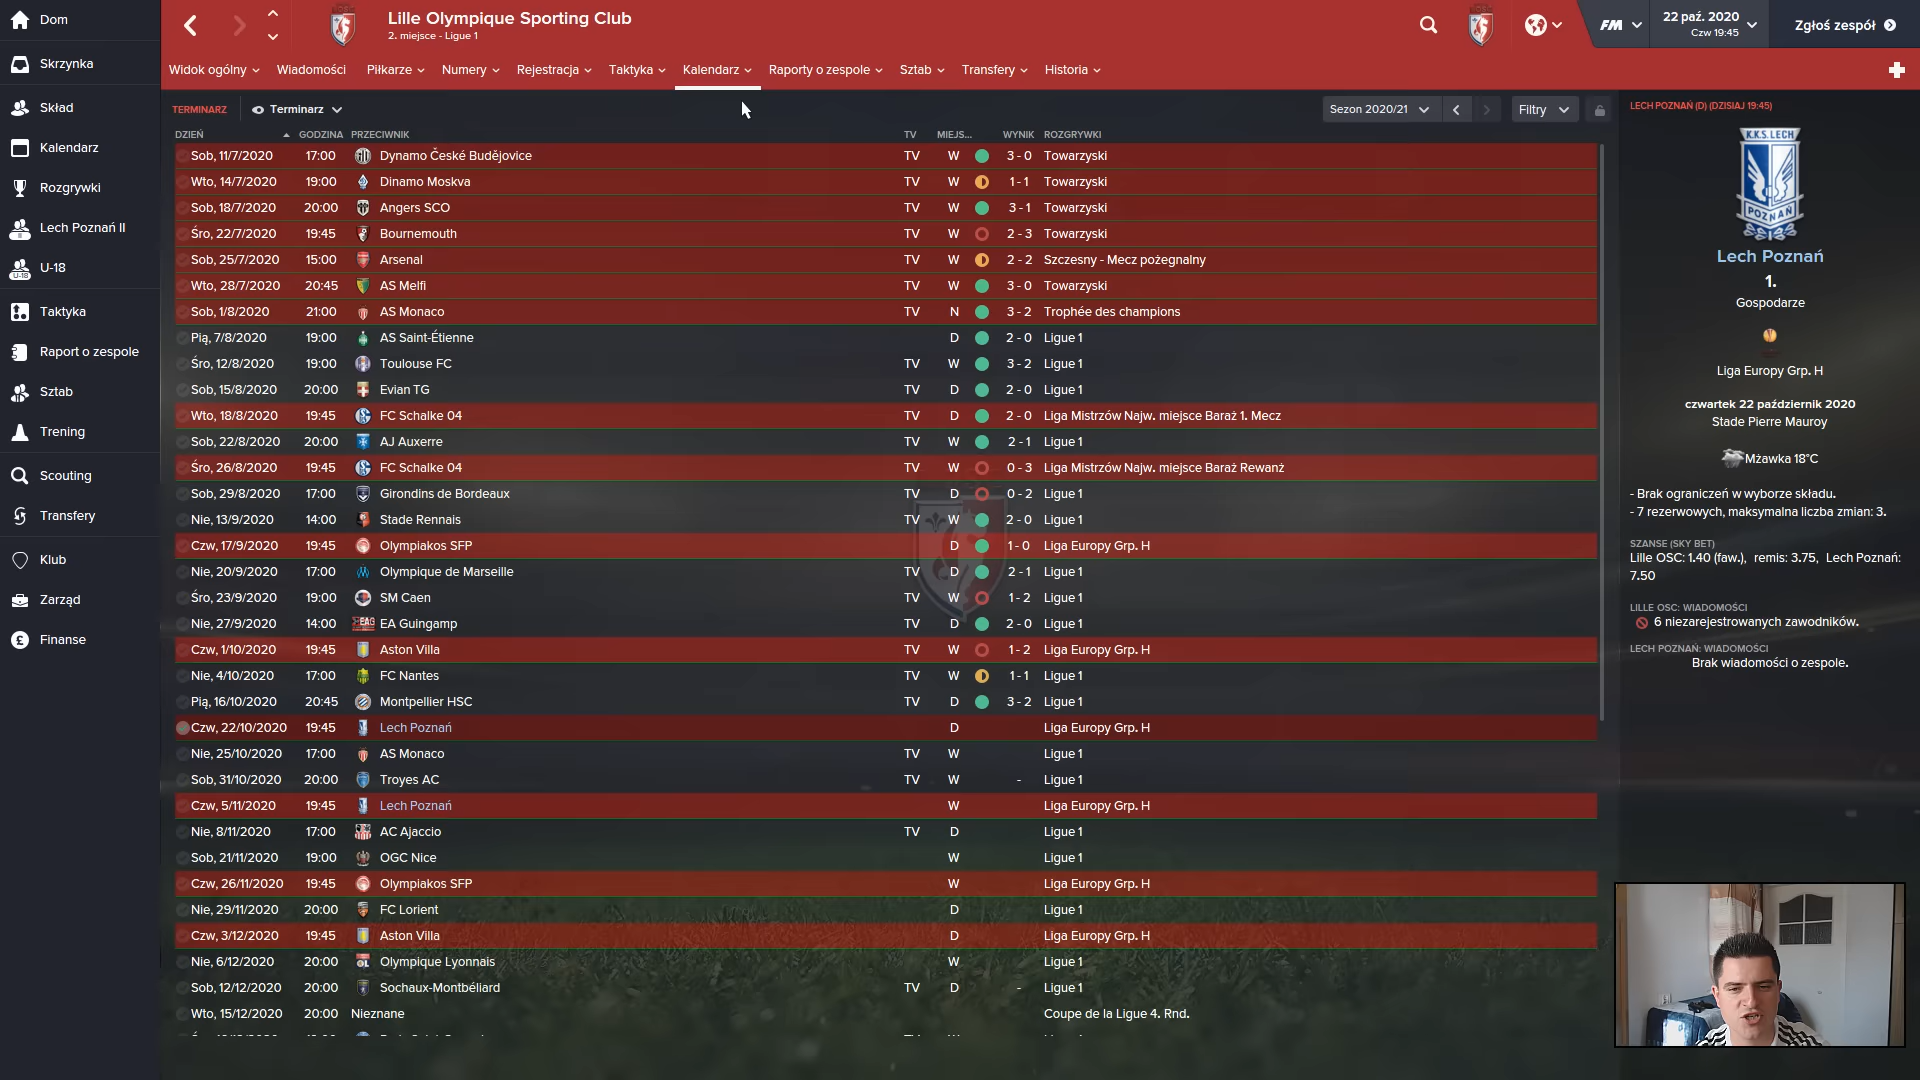 Dom
Skrzynka
Skład
Kalendarz
Rozgrywki
Lech Poznań II
U-18
Taktyka
Raport o zespole
Sztab
Trening
Scouting
Transfery
Klub
Zarząd
Finanse
Lille Olympique Sporting Club
2. miejsce - Ligue 1
FM
22 paź. 2020
Czw 19:45
Zgłoś zespół
Widok ogólny Wiadomości Piłkarze Numery Rejestracja Taktyka Kalendarz Raporty o zespole Sztab Transfery Historia
TERMINARZ Terminarz Sezon 2020/21 Filtry
DZIEŃ GODZINA PRZECIWNIK TV MIEJS... WYNIK ROZGRYWKI
Sob, 11/7/2020 17:00 Dynamo České Budějovice TV W 3 - 0 Towarzyski
Wto, 14/7/2020 19:00 Dinamo Moskva TV W 1 - 1 Towarzyski
Sob, 18/7/2020 20:00 Angers SCO TV W 3 - 1 Towarzyski
Śro, 22/7/2020 19:45 Bournemouth TV W 2 - 3 Towarzyski
Sob, 25/7/2020 15:00 Arsenal TV W 2 - 2 Szczesny - Mecz pożegnalny
Wto, 28/7/2020 20:45 AS Melfi TV W 3 - 0 Towarzyski
Sob, 1/8/2020 21:00 AS Monaco TV N 3 - 2 Trophée des champions
Pią, 7/8/2020 19:00 AS Saint-Étienne D 2 - 0 Ligue 1
Śro, 12/8/2020 19:00 Toulouse FC TV W 3 - 2 Ligue 1
Sob, 15/8/2020 20:00 Evian TG TV D 2 - 0 Ligue 1
Wto, 18/8/2020 19:45 FC Schalke 04 TV D 2 - 0 Liga Mistrzów Najw. miejsce Baraż 1. Mecz
Sob, 22/8/2020 20:00 AJ Auxerre TV W 2 - 1 Ligue 1
Śro, 26/8/2020 19:45 FC Schalke 04 TV W 0 - 3 Liga Mistrzów Najw. miejsce Baraż Rewanż
Sob, 29/8/2020 17:00 Girondins de Bordeaux TV D 0 - 2 Ligue 1
Nie, 13/9/2020 14:00 Stade Rennais TV W 2 - 0 Ligue 1
Czw, 17/9/2020 19:45 Olympiakos SFP D 1 - 0 Liga Europy Grp. H
Nie, 20/9/2020 17:00 Olympique de Marseille TV D 2 - 1 Ligue 1
Śro, 23/9/2020 19:00 SM Caen TV W 1 - 2 Ligue 1
Nie, 27/9/2020 14:00 EA Guingamp TV D 2 - 0 Ligue 1
Czw, 1/10/2020 19:45 Aston Villa TV W 1 - 2 Liga Europy Grp. H
Nie, 4/10/2020 17:00 FC Nantes TV W 1 - 1 Ligue 1
Pią, 16/10/2020 20:45 Montpellier HSC TV D 3 - 2 Ligue 1
Czw, 22/10/2020 19:45 Lech Poznań D Liga Europy Grp. H
Nie, 25/10/2020 17:00 AS Monaco TV W Ligue 1
Sob, 31/10/2020 20:00 Troyes AC TV W - Ligue 1
Czw, 5/11/2020 19:45 Lech Poznań W Liga Europy Grp. H
Nie, 8/11/2020 17:00 AC Ajaccio TV D Ligue 1
Sob, 21/11/2020 19:00 OGC Nice W Ligue 1
Czw, 26/11/2020 19:45 Olympiakos SFP W Liga Europy Grp. H
Nie, 29/11/2020 20:00 FC Lorient D Ligue 1
Czw, 3/12/2020 19:45 Aston Villa D Liga Europy Grp. H
Nie, 6/12/2020 20:00 Olympique Lyonnais W Ligue 1
Sob, 12/12/2020 20:00 Sochaux-Montbéliard TV D - Ligue 1
Wto, 15/12/2020 20:00 Nieznane Coupe de la Ligue 4. Rnd.
LECH POZNAŃ (D) (DZISIAJ 19:45)
K.K.S. LECH
POZNAŃ
Lech Poznań
1.
Gospodarze
Liga Europy Grp. H
czwartek 22 październik 2020
Stade Pierre Mauroy
Mżawka 18°C
- Brak ograniczeń w wyborze składu.
- 7 rezerwowych, maksymalna liczba zmian: 3.
SZANSE (SKY BET)
Lille OSC: 1.40 (faw.), remis: 3.75, Lech Poznań:
7.50
LILLE OSC: WIADOMOŚCI
6 niezarejestrowanych zawodników.
LECH POZNAŃ: WIADOMOŚCI
Brak wiadomości o zespole.